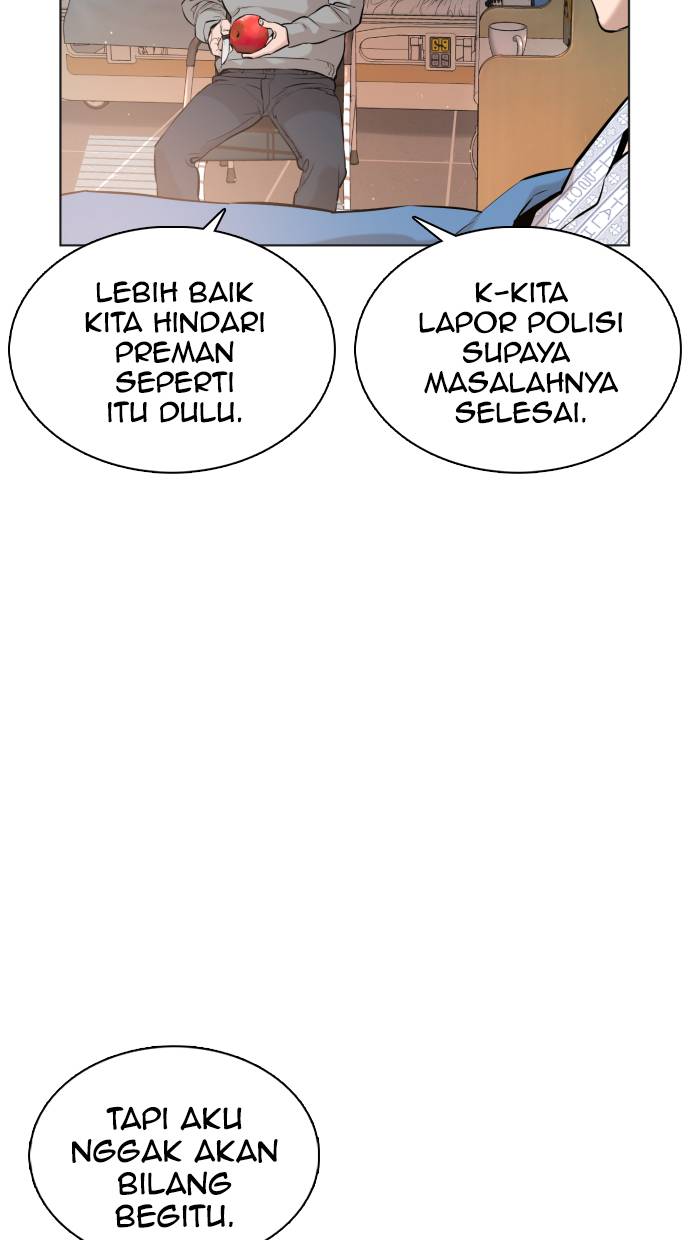 LEBIH BAIK
KITA HINDARI
PREMAN
SEPERTI
ITU DULU.
K-KITA
LAPOR POLISI
SUPAYA
MASALAHNYA
SELESAI.
TAPI AKU
NGGAK AKAN
BILANG
BEGITU.